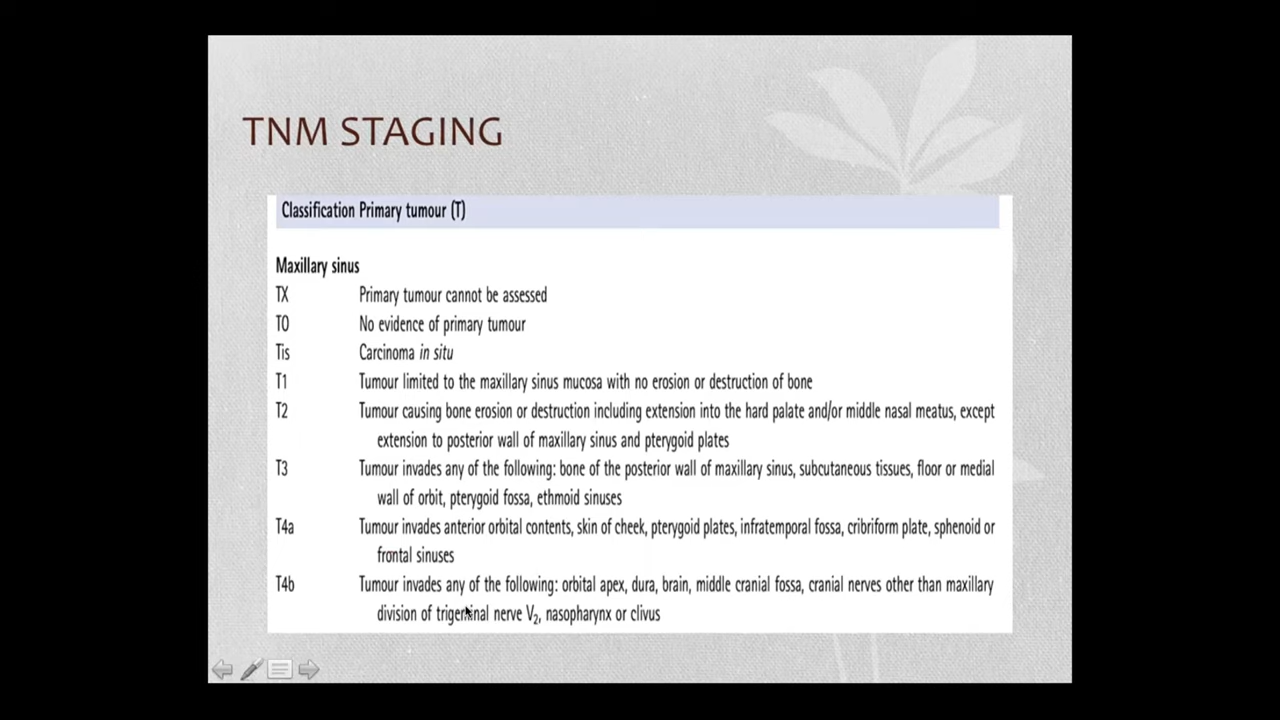 TNM STAGING
Classification Primary tumour (T)
Maxillary sinus
TX Primary tumour cannot be assessed
T0 No evidence of primary tumour
Tis Carcinoma in situ
T1 Tumour limited to the maxillary sinus mucosa with no erosion or destruction of bone
T2 Tumour causing bone erosion or destruction including extension into the hard palate and/or middle nasal meatus, except
extension to posterior wall of maxillary sinus and pterygoid plates
T3 Tumour invades any of the following: bone of the posterior wall of maxillary sinus, subcutaneous tissues, floor or medial
wall of orbit, pterygoid fossa, ethmoid sinuses
T4a Tumour invades anterior orbital contents, skin of cheek, pterygoid plates, infratemporal fossa, cribriform plate, sphenoid or
frontal sinuses
T4b Tumour invades any of the following: orbital apex, dura, brain, middle cranial fossa, cranial nerves other than maxillary
division of trigeminal nerve V₂, nasopharynx or clivus